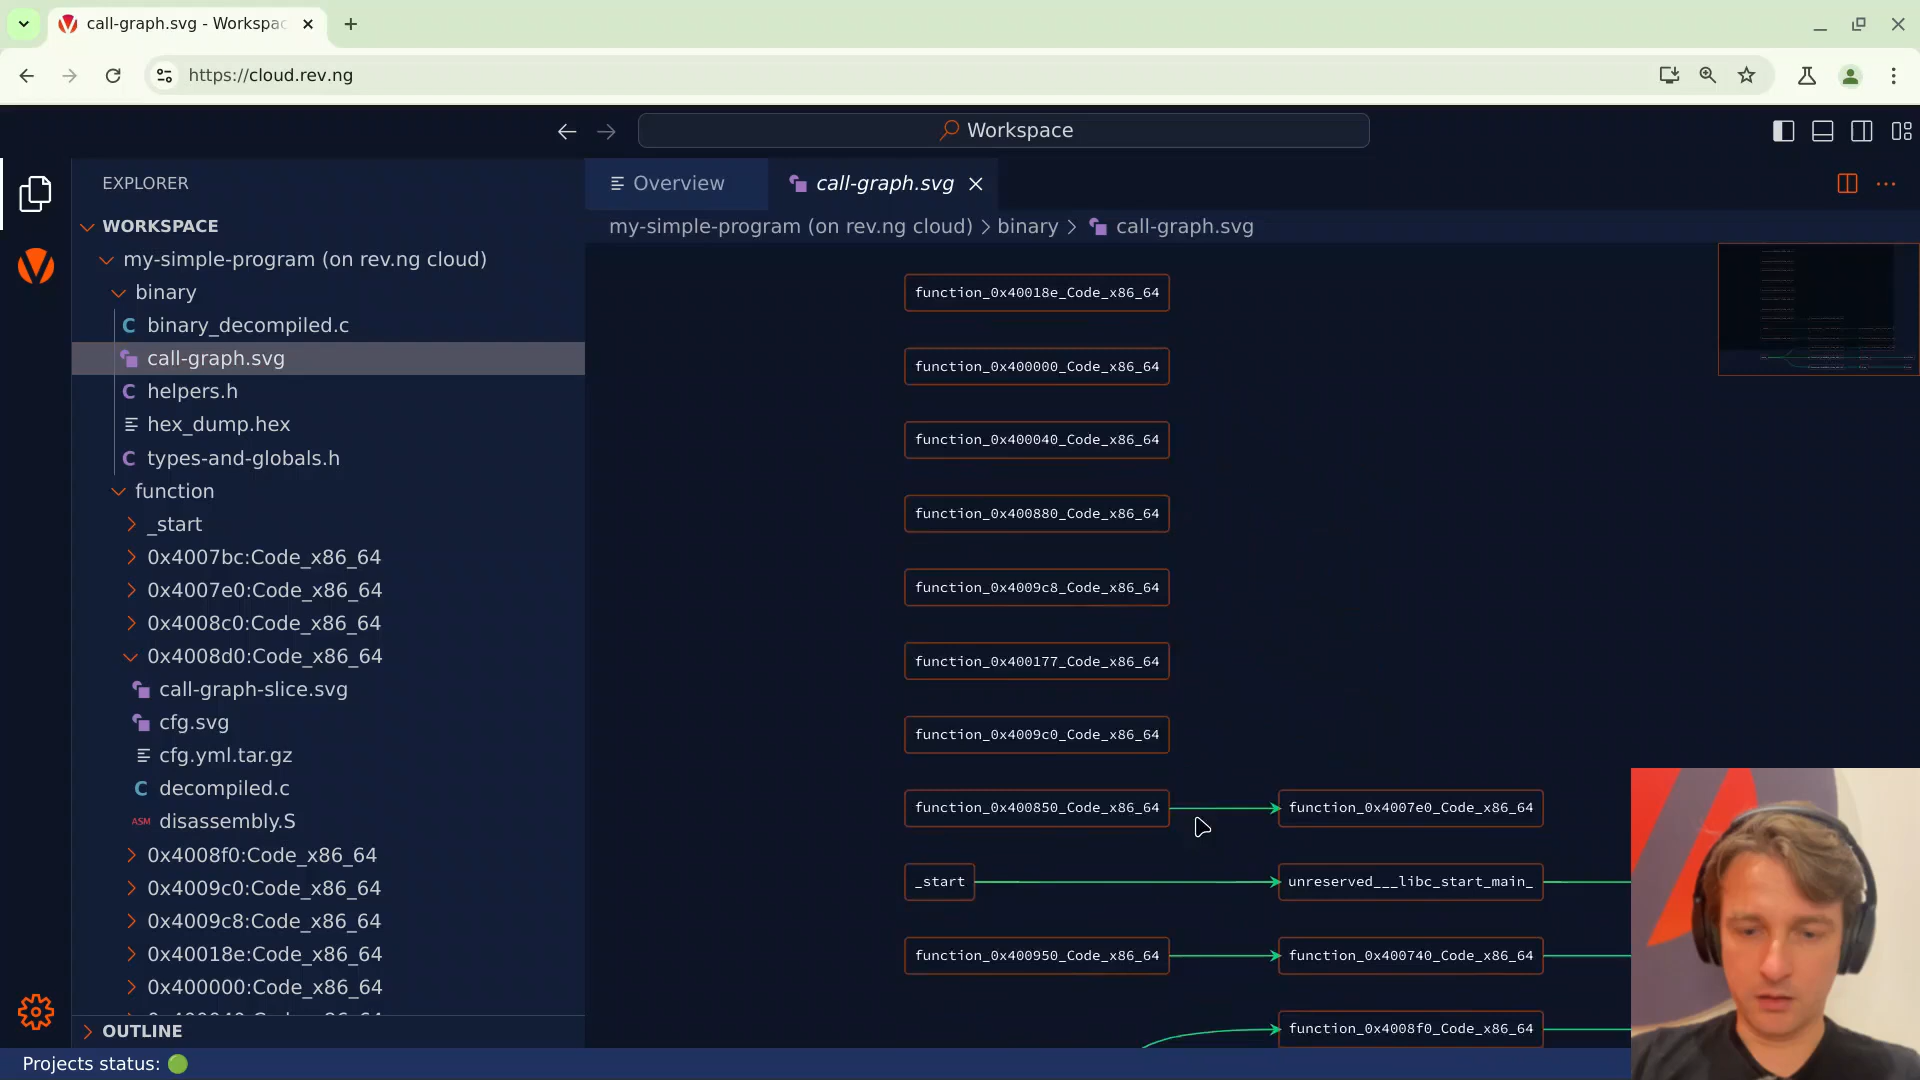 call-graph.svg - Workspac
https://cloud.rev.ng
Workspace
EXPLORER
WORKSPACE
my-simple-program (on rev.ng cloud)
binary
binary_decompiled.c
call-graph.svg
helpers.h
hex_dump.hex
types-and-globals.h
function
_start
0x4007bc:Code_x86_64
0x4007e0:Code_x86_64
0x4008c0:Code_x86_64
0x4008d0:Code_x86_64
call-graph-slice.svg
cfg.svg
cfg.yml.tar.gz
decompiled.c
ASM disassembly.S
0x4008f0:Code_x86_64
0x4009c0:Code_x86_64
0x4009c8:Code_x86_64
0x40018e:Code_x86_64
0x400000:Code_x86_64
OUTLINE
Projects status:
Overview
call-graph.svg
my-simple-program (on rev.ng cloud) > binary > call-graph.svg
function_0x40018e_Code_x86_64
function_0x400000_Code_x86_64
function_0x400040_Code_x86_64
function_0x400880_Code_x86_64
function_0x4009c8_Code_x86_64
function_0x400177_Code_x86_64
function_0x4009c0_Code_x86_64
function_0x400850_Code_x86_64
function_0x4007e0_Code_x86_64
_start
unreserved___libc_start_main_
function_0x400950_Code_x86_64
function_0x400740_Code_x86_64
function_0x4008f0_Code_x86_64